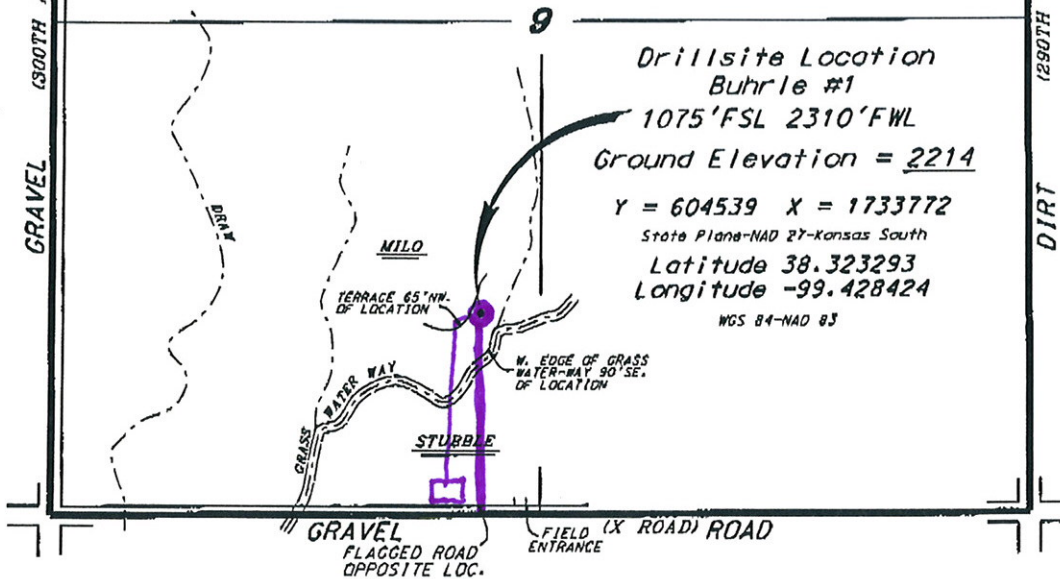 9
(300TH
(290TH
Drillsite Location
Buhrle #1
1075'FSL 2310'FWL
Ground Elevation = 2214
Y = 604539 X = 1733772
State Plane-NAD 27-Kansas South
Latitude 38.323293
Longitude -99.428424
WGS 84-NAD 83
GRAVEL
DIRT
DRAW
MILO
TERRACE 65'NW.
OF LOCATION
W. EDGE OF GRASS
WATER-WAY 90'SE.
OF LOCATION
GRASS WATER WAY
STUBBLE
GRAVEL (X ROAD) ROAD
FIELD
ENTRANCE
FLAGGED ROAD
OPPOSITE LOC.